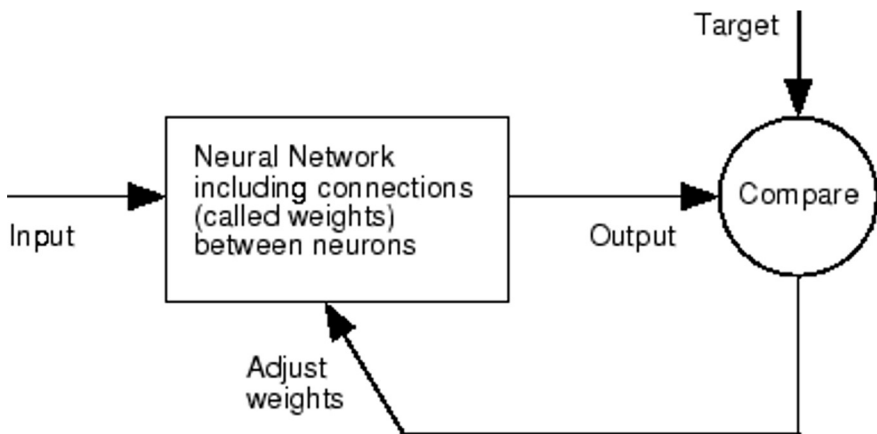 Target
Neural Network
including connections
(called weights)
between neurons
Compare
Input
Output
Adjust
weights